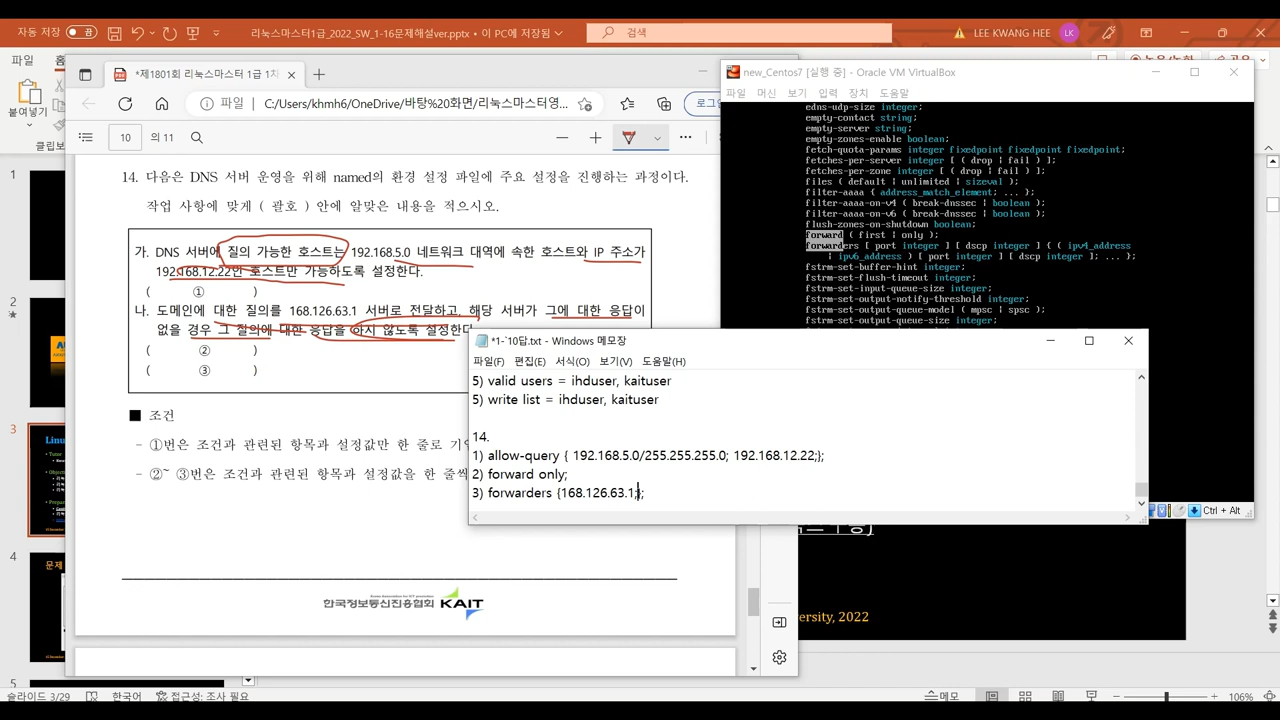 자동 저장 끔 리눅스마스터1급_2022_SW_1-16문제해설ver.pptx • 이 PC에 저장됨 검색 LEE KWANG HEE LK
파일
붙여넣기
클립보
*제1801회 리눅스마스터 1급 1차
파일 C:/Users/khmh6/OneDrive/바탕%20화면/리눅스마스터영... 로그인
10 의 11
14. 다음은 DNS 서버 운영을 위해 named의 환경 설정 파일에 주요 설정을 진행하는 과정이다.
작업 사항에 맞게 ( 괄호 ) 안에 알맞은 내용을 적으시오.
가. DNS 서버에 질의 가능한 호스트는 192.168.5.0 네트워크 대역에 속한 호스트와 IP 주소가
192.168.12.22인 호스트만 가능하도록 설정한다.
( ① )
나. 도메인에 대한 질의를 168.126.63.1 서버로 전달하고, 해당 서버가 그에 대한 응답이
없을 경우 그 질의에 대한 응답을 하지 않도록 설정한다
( ② )
( ③ )
■ 조건
- ①번은 조건과 관련된 항목과 설정값만 한 줄로 기
- ②~ ③번은 조건과 관련된 항목과 설정값을 한 줄씩
한국정보통신진흥협회 KAIT
new_Centos7 [실행 중] - Oracle VM VirtualBox
파일 머신 보기 입력 장치 도움말
edns-udp-size integer;
empty-contact string;
empty-server string;
empty-zones-enable boolean;
fetch-quota-params integer fixedpoint fixedpoint fixedpoint;
fetches-per-server integer [ ( drop | fail ) ];
fetches-per-zone integer [ ( drop | fail ) ];
files ( default | unlimited | sizeval );
filter-aaaa { address_match_element; ... };
filter-aaaa-on-v4 ( break-dnssec | boolean );
filter-aaaa-on-v6 ( break-dnssec | boolean );
flush-zones-on-shutdown boolean;
forward ( first | only );
forwarders [ port integer ] [ dscp integer ] { ( ipv4_address
| ipv6_address ) [ port integer ] [ dscp integer ]; ... };
fstrm-set-buffer-hint integer;
fstrm-set-flush-timeout integer;
fstrm-set-input-queue-size integer;
fstrm-set-output-notify-threshold integer;
fstrm-set-output-queue-model ( mpsc | spsc );
fstrm-set-output-queue-size integer;
Ctrl + Alt
*1-`10답.txt - Windows 메모장
파일(F) 편집(E) 서식(O) 보기(V) 도움말(H)
5) valid users = ihduser, kaituser
5) write list = ihduser, kaituser
14.
1) allow-query { 192.168.5.0/255.255.255.0; 192.168.12.22;};
2) forward only;
3) forwarders {168.126.63.1;};
versity, 2022
1
2
3
4
5
Linu
문제
슬라이드 3/29 한국어 접근성: 조사 필요 메모 106%